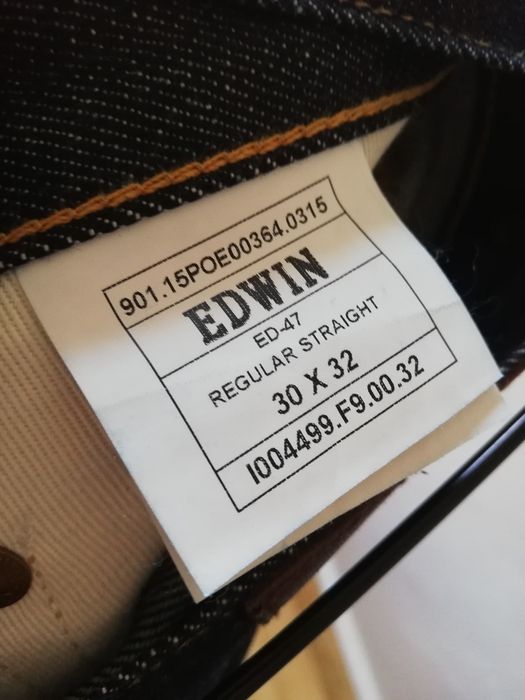 901.15POE00364.0315
EDWIN
ED-47
REGULAR STRAIGHT
30 X 32
I004499.F9.00.32